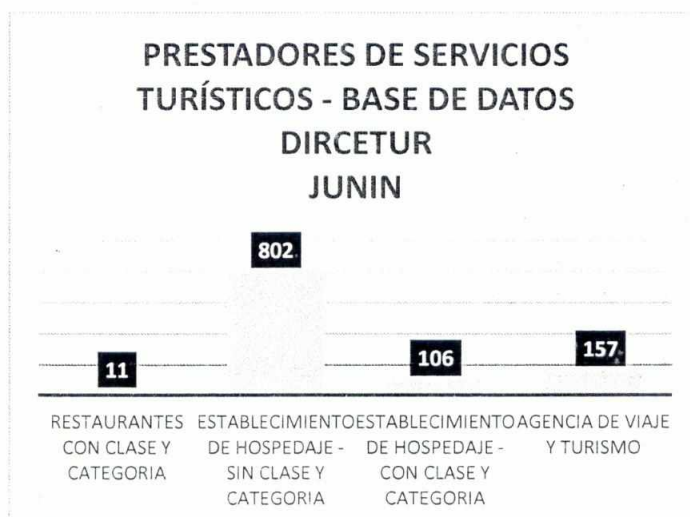 PRESTADORES DE SERVICIOS
TURÍSTICOS - BASE DE DATOS
DIRCETUR
JUNIN
802
11
106
157
RESTAURANTES
CON CLASE Y
CATEGORIA
ESTABLECIMIENTO
DE HOSPEDAJE -
SIN CLASE Y
CATEGORIA
ESTABLECIMIENTO
DE HOSPEDAJE -
CON CLASE Y
CATEGORIA
AGENCIA DE VIAJE
Y TURISMO